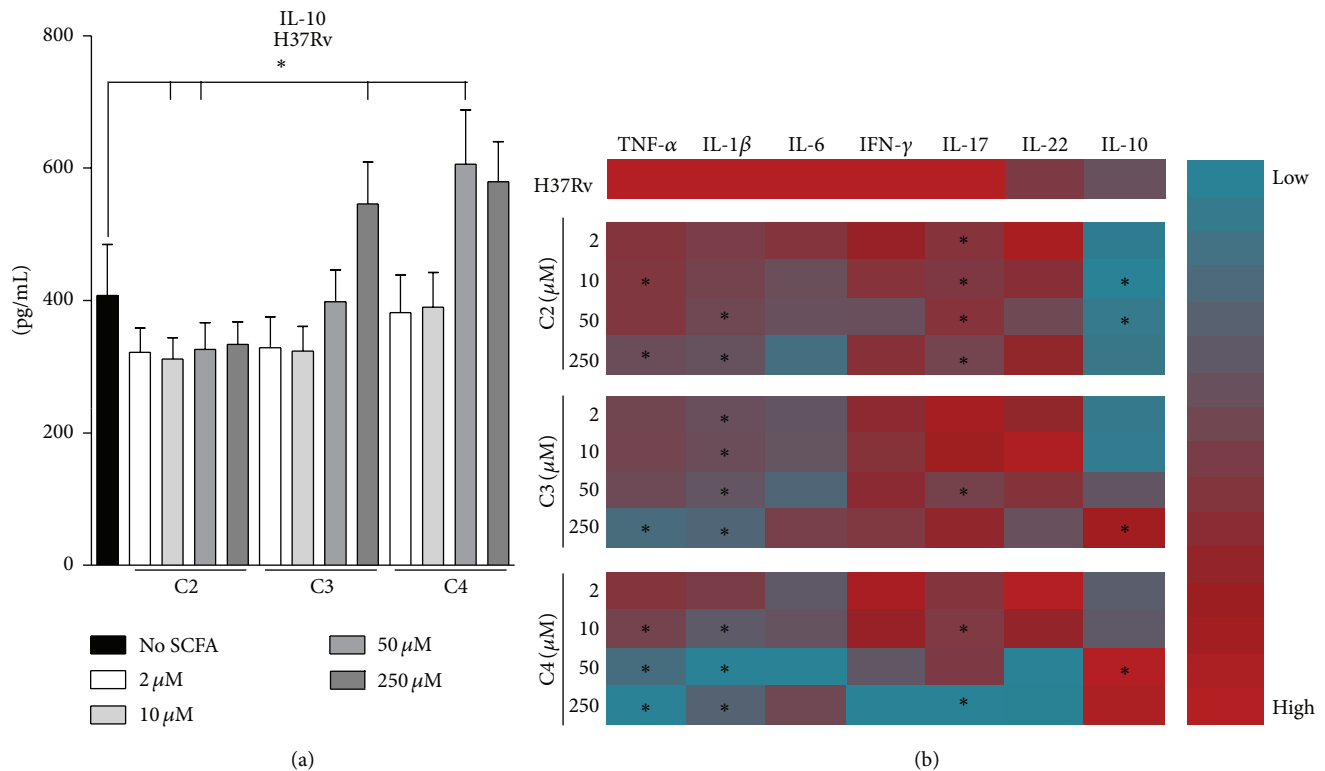 IL-10
H37Rv
*
800
600
400
200
0
(pg/mL)
C2 C3 C4
No SCFA
2 μM
10 μM
50 μM
250 μM
(a)
TNF-α IL-1β IL-6 IFN-γ IL-17 IL-22 IL-10
H37Rv
C2 (μM)
2 *
10 * * *
50 * * *
250 * * *
C3 (μM)
2 *
10 *
50 * *
250 * * *
C4 (μM)
2
10 * * *
50 * * *
250 * * *
Low
High
(b)